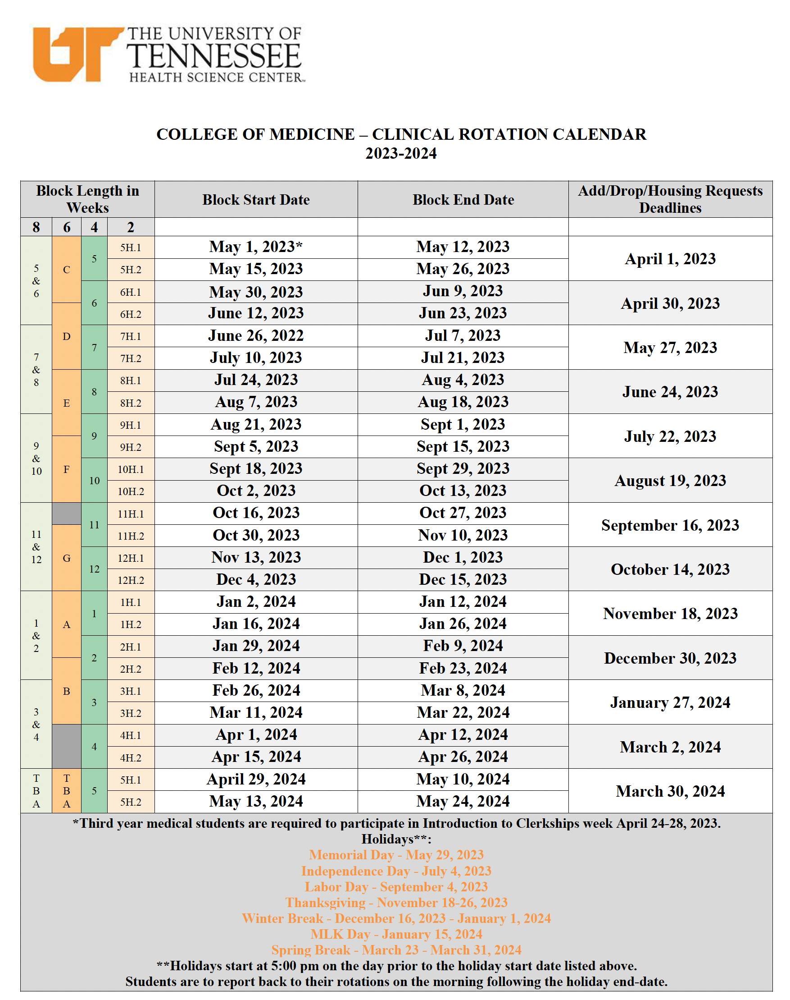 THE UNIVERSITY OF
TENNESSEE
HEALTH SCIENCE CENTER™
COLLEGE OF MEDICINE – CLINICAL ROTATION CALENDAR
2023-2024
Block Length in Weeks Block Start Date Block End Date Add/Drop/Housing Requests Deadlines
8 6 4 2
5 & 6 C 5 5H.1 May 1, 2023* May 12, 2023 April 1, 2023
5H.2 May 15, 2023 May 26, 2023
6 6H.1 May 30, 2023 Jun 9, 2023 April 30, 2023
D 6H.2 June 12, 2023 Jun 23, 2023
7 & 8 7 7H.1 June 26, 2022 Jul 7, 2023 May 27, 2023
7H.2 July 10, 2023 Jul 21, 2023
E 8 8H.1 Jul 24, 2023 Aug 4, 2023 June 24, 2023
8H.2 Aug 7, 2023 Aug 18, 2023
9 & 10 9 9H.1 Aug 21, 2023 Sept 1, 2023 July 22, 2023
F 9H.2 Sept 5, 2023 Sept 15, 2023
10 10H.1 Sept 18, 2023 Sept 29, 2023 August 19, 2023
10H.2 Oct 2, 2023 Oct 13, 2023
11 & 12 11 11H.1 Oct 16, 2023 Oct 27, 2023 September 16, 2023
G 11H.2 Oct 30, 2023 Nov 10, 2023
12 12H.1 Nov 13, 2023 Dec 1, 2023 October 14, 2023
12H.2 Dec 4, 2023 Dec 15, 2023
1 & 2 A 1 1H.1 Jan 2, 2024 Jan 12, 2024 November 18, 2023
1H.2 Jan 16, 2024 Jan 26, 2024
2 2H.1 Jan 29, 2024 Feb 9, 2024 December 30, 2023
B 2H.2 Feb 12, 2024 Feb 23, 2024
3 & 4 3 3H.1 Feb 26, 2024 Mar 8, 2024 January 27, 2024
3H.2 Mar 11, 2024 Mar 22, 2024
4 4H.1 Apr 1, 2024 Apr 12, 2024 March 2, 2024
4H.2 Apr 15, 2024 Apr 26, 2024
TBA TBA 5 5H.1 April 29, 2024 May 10, 2024 March 30, 2024
5H.2 May 13, 2024 May 24, 2024
*Third year medical students are required to participate in Introduction to Clerkships week April 24-28, 2023.
Holidays**:
Memorial Day - May 29, 2023
Independence Day - July 4, 2023
Labor Day - September 4, 2023
Thanksgiving - November 18-26, 2023
Winter Break - December 16, 2023 - January 1, 2024
MLK Day - January 15, 2024
Spring Break - March 23 - March 31, 2024
**Holidays start at 5:00 pm on the day prior to the holiday start date listed above.
Students are to report back to their rotations on the morning following the holiday end-date.